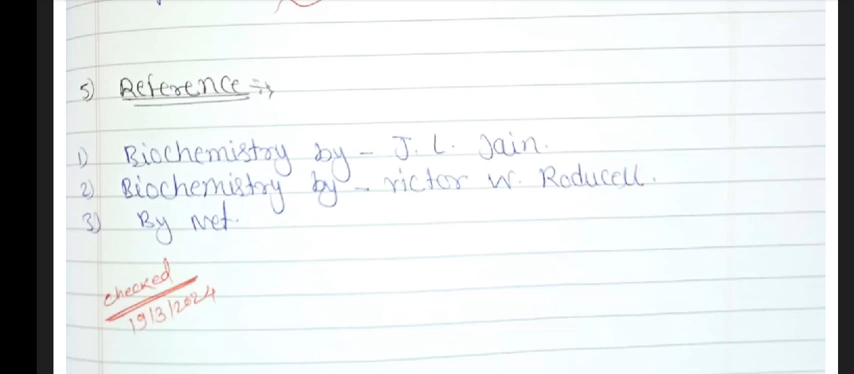 5) Reference :→
1) Biochemistry by - J. L. Jain.
2) Biochemistry by - victor W. Roducell.
3) By Net.
checked
19/3/2024